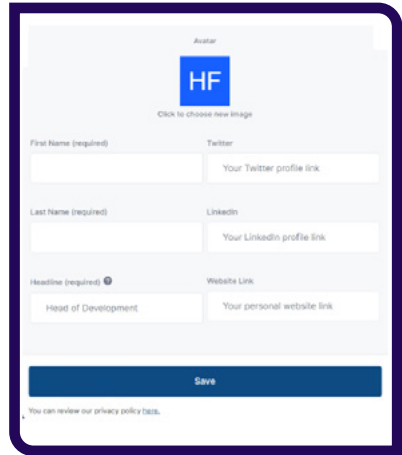 Avatar
HF
Click to choose new image
First Name (required) Twitter
Your Twitter profile link
Last Name (required) LinkedIn
Your LinkedIn profile link
Headline (required) Website Link
Head of Development Your personal website link
Save
You can review our privacy policy here.